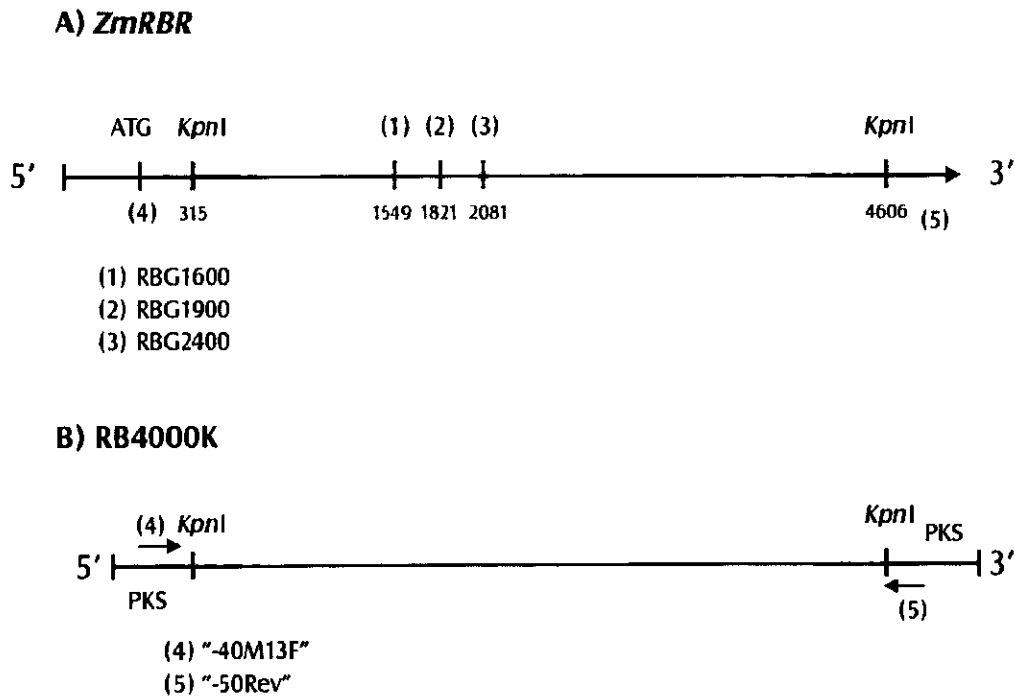 A) ZmRBR
ATG KpnI (1) (2) (3) KpnI
5′ 3′
(4) 315 1549 1821 2081 4606 (5)
(1) RBG1600
(2) RBG1900
(3) RBG2400
B) RB4000K
(4) KpnI KpnI PKS
5′ 3′
PKS (5)
(4) "-40M13F"
(5) "-50Rev"